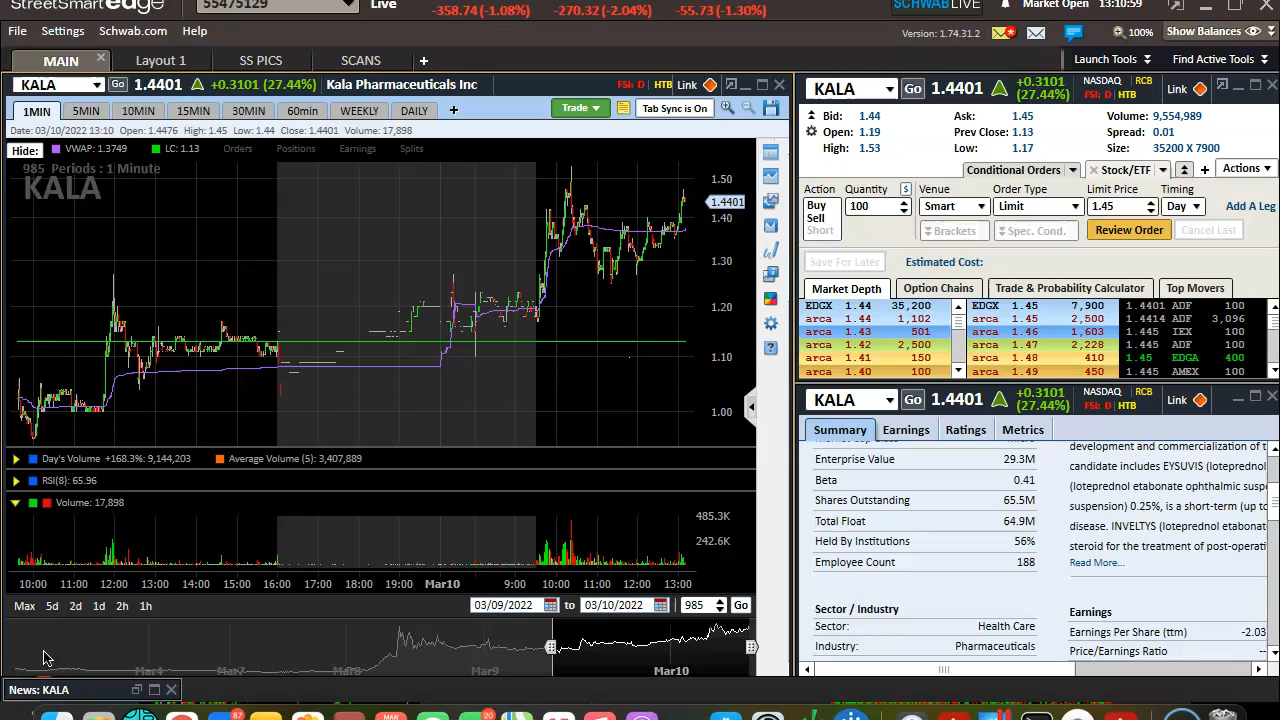 StreetSmart edge
55475129
Live
-358.74 (-1.08%)
-270.32 (-2.04%)
-55.73 (-1.30%)
SCHWABLIVE
Market Open
13:10:59
File Settings Schwab.com Help
Version: 1.74.31.2
100%
Show Balances
MAIN Layout 1 SS PICS SCANS +
Launch Tools
Find Active Tools
KALA Go 1.4401 +0.3101 (27.44%) Kala Pharmaceuticals Inc
FSI: D HTB Link
1MIN 5MIN 10MIN 15MIN 30MIN 60min WEEKLY DAILY +
Trade Tab Sync is On
Date: 03/10/2022 13:10 Open: 1.4476 High: 1.45 Low: 1.44 Close: 1.4401 Volume: 17,898
Hide: VWAP: 1.3749 LC: 1.13 Orders Positions Earnings Splits
985 Periods : 1 Minute
KALA
1.50
1.4401
1.40
1.30
1.20
1.10
1.00
Day's Volume +168.3%: 9,144,203 Average Volume (5): 3,407,889
RSI(8): 65.96
Volume: 17,898
485.3K
242.6K
10:00 11:00 12:00 13:00 14:00 15:00 16:00 17:00 18:00 19:00 Mar10 9:00 10:00 11:00 12:00 13:00
Max 5d 2d 1d 2h 1h
03/09/2022 to 03/10/2022 985 Go
Mar4 Mar7 Mar8 Mar9 Mar10
News: KALA
KALA Go 1.4401 +0.3101 (27.44%)
NASDAQ RCB
FSI: D HTB
Link
Bid: 1.44 Ask: 1.45 Volume: 9,554,989
Open: 1.19 Prev Close: 1.13 Spread: 0.01
High: 1.53 Low: 1.17 Size: 35200 X 7900
Conditional Orders Stock/ETF + Actions
Action Quantity $ Venue Order Type Limit Price Timing
Buy
Sell
Short
100 Smart Limit 1.45 Day Add A Leg
Brackets Spec. Cond. Review Order Cancel Last
Save For Later Estimated Cost:
Market Depth Option Chains Trade & Probability Calculator Top Movers
EDGX 1.44 35,200 EDGX 1.45 7,900 1.4401 ADF 100
arca 1.44 1,102 arca 1.45 2,500 1.4414 ADF 3,096
arca 1.43 501 arca 1.46 1,603 1.445 IEX 100
arca 1.42 2,500 arca 1.47 2,228 1.45 EDGA 400
arca 1.41 150 arca 1.48 410 1.445 ADF 100
arca 1.40 100 arca 1.49 450 1.445 AMEX 100
KALA Go 1.4401 +0.3101 (27.44%)
NASDAQ RCB
FSI: D HTB
Link
Summary Earnings Ratings Metrics
Enterprise Value 29.3M
Beta 0.41
Shares Outstanding 65.5M
Total Float 64.9M
Held By Institutions 56%
Employee Count 188
Sector / Industry
Sector: Health Care
Industry: Pharmaceuticals
development and commercialization of t
candidate includes EYSUVIS (loteprednol
(loteprednol etabonate ophthalmic susp
suspension) 0.25%, is a short-term (up to
disease. INVELTYS (loteprednol etabonate
steroid for the treatment of post-operati
Read More...
Earnings
Earnings Per Share (ttm) -2.03
Price/Earnings Ratio --
MAR
87
20